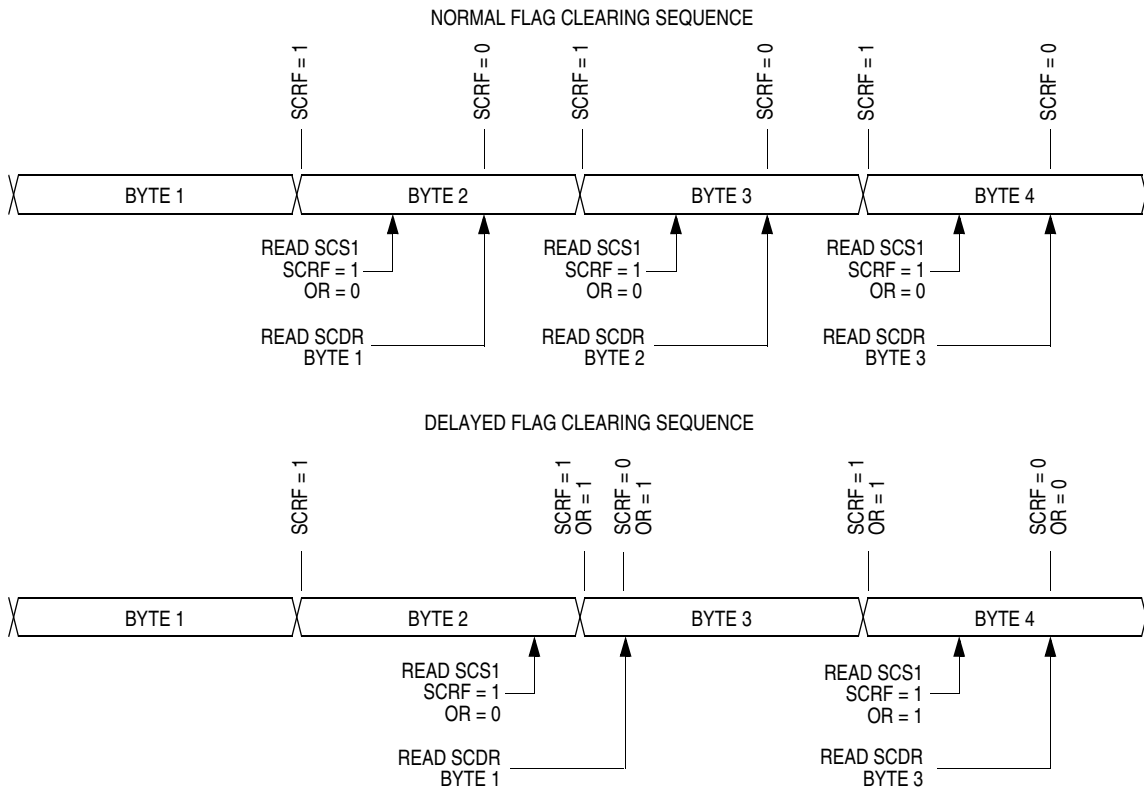 NORMAL FLAG CLEARING SEQUENCE
SCRF = 1
SCRF = 0
SCRF = 1
SCRF = 0
SCRF = 1
SCRF = 0
BYTE 1
BYTE 2
BYTE 3
BYTE 4
READ SCS1
SCRF = 1
OR = 0
READ SCS1
SCRF = 1
OR = 0
READ SCS1
SCRF = 1
OR = 0
READ SCDR
BYTE 1
READ SCDR
BYTE 2
READ SCDR
BYTE 3
DELAYED FLAG CLEARING SEQUENCE
SCRF = 1
SCRF = 1
OR = 1
SCRF = 0
OR = 1
SCRF = 1
OR = 1
SCRF = 0
OR = 0
BYTE 1
BYTE 2
BYTE 3
BYTE 4
READ SCS1
SCRF = 1
OR = 0
READ SCS1
SCRF = 1
OR = 1
READ SCDR
BYTE 1
READ SCDR
BYTE 3